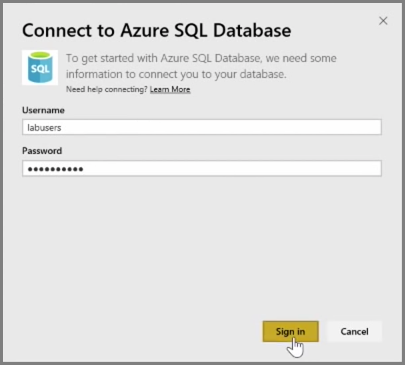 Connect to Azure SQL Database
SQL
To get started with Azure SQL Database, we need some
information to connect you to your database.
Need help connecting? Learn More
Username
labusers
Password
●●●●●●●●●●
Sign in
Cancel